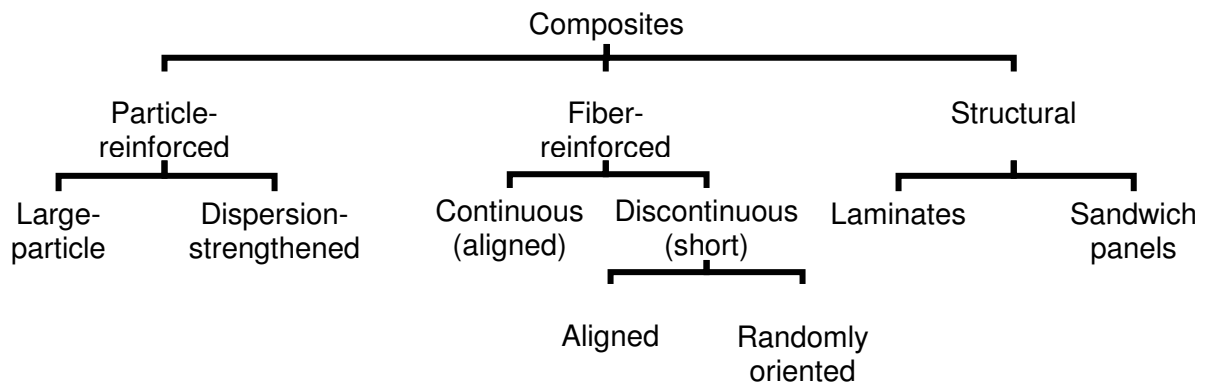 Composites
Particle-
reinforced
Fiber-
reinforced
Structural
Large-
particle
Dispersion-
strengthened
Continuous
(aligned)
Discontinuous
(short)
Laminates
Sandwich
panels
Aligned
Randomly
oriented